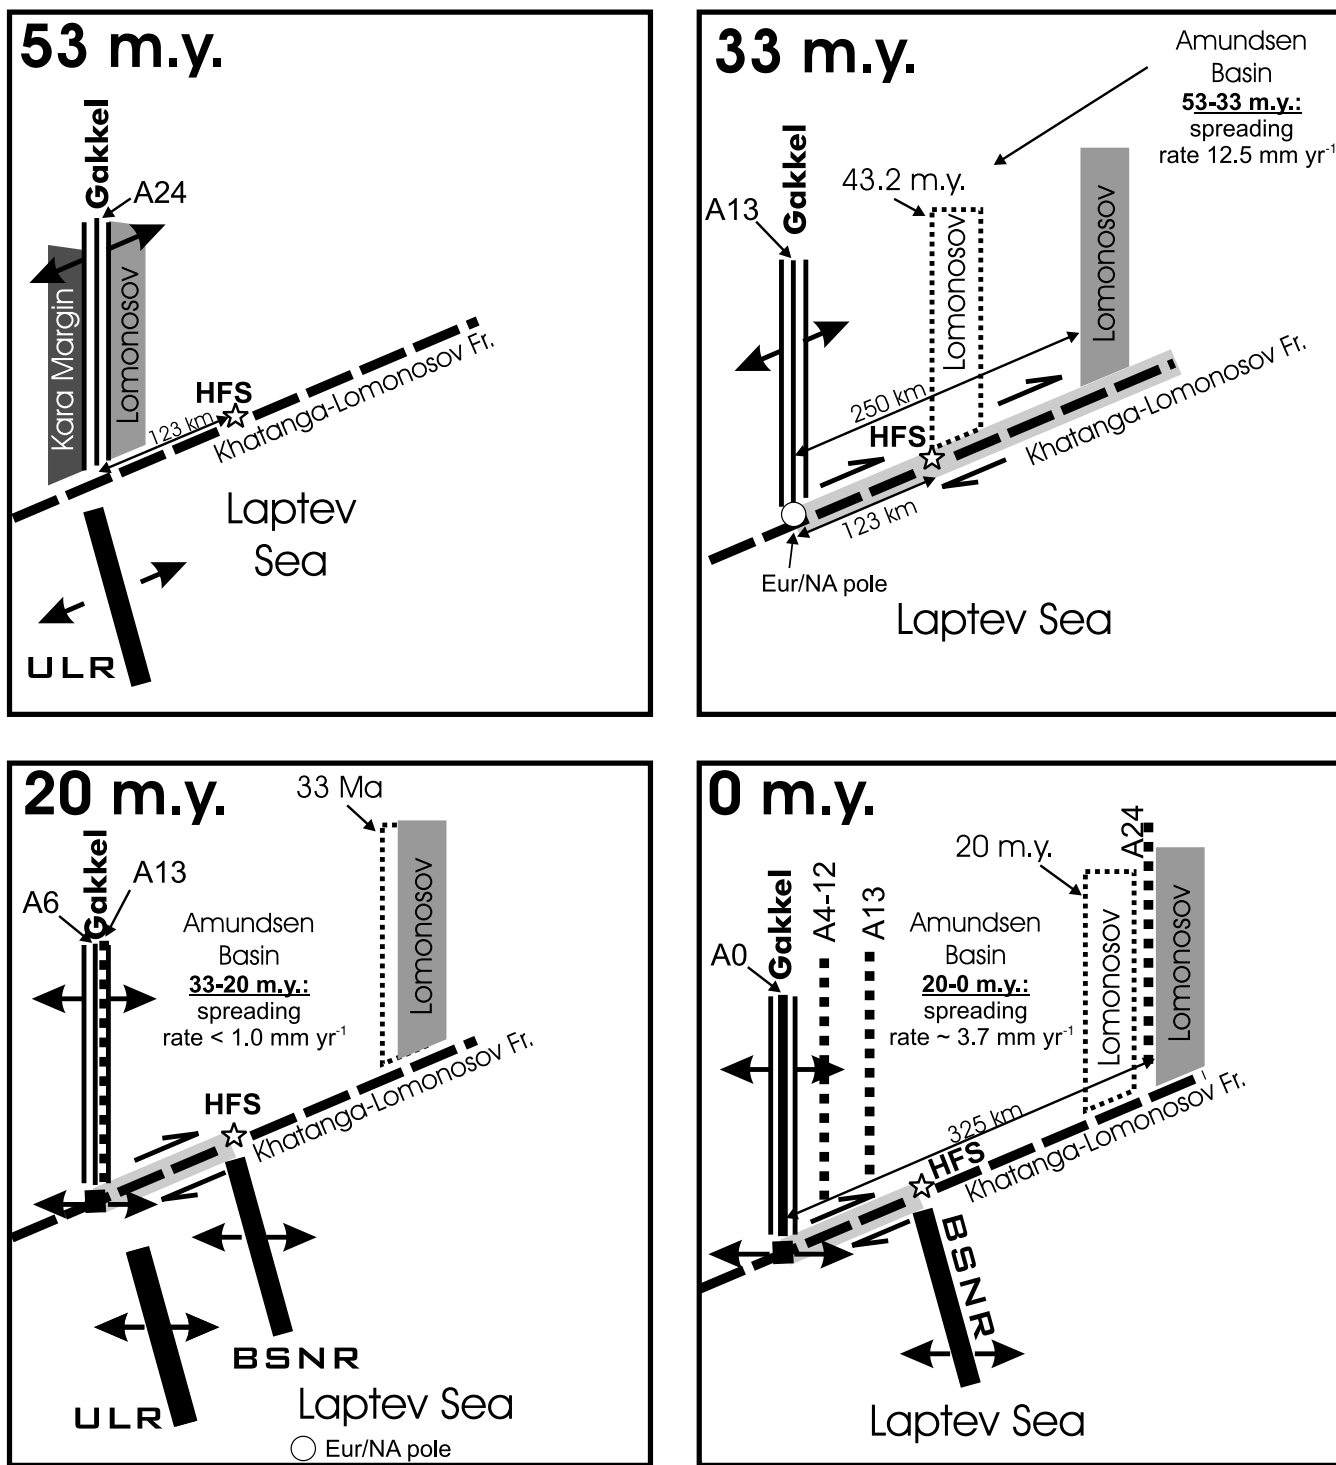 53 m.y.
Gakkel
A24
Kara Margin
Lomonosov
HFS
123 km
Khatanga-Lomonosov Fr.
Laptev
Sea
ULR
33 m.y.
Amundsen
Basin
53-33 m.y.:
spreading
rate 12.5 mm yr⁻¹
Gakkel
A13
43.2 m.y.
Lomonosov
Lomonosov
250 km
HFS
Khatanga-Lomonosov Fr.
123 km
Eur/NA pole
Laptev Sea
20 m.y.
33 Ma
Gakkel
A13
A6
Amundsen
Basin
33-20 m.y.:
spreading
rate < 1.0 mm yr⁻¹
Lomonosov
HFS
Khatanga-Lomonosov Fr.
BSNR
ULR
Laptev Sea
Eur/NA pole
0 m.y.
A24
20 m.y.
Gakkel
A4-12
A13
A0
Amundsen
Basin
20-0 m.y.:
spreading
rate ~ 3.7 mm yr⁻¹
Lomonosov
Lomonosov
325 km
HFS
Khatanga-Lomonosov Fr.
BSNR
Laptev Sea